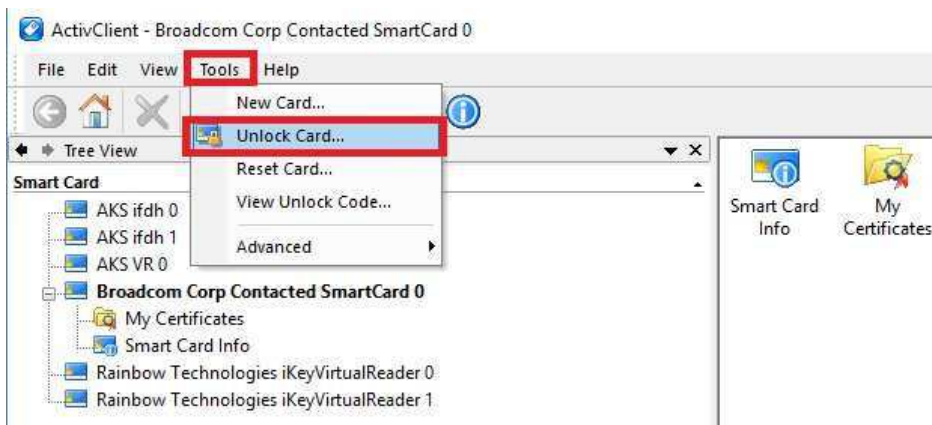 ActivClient - Broadcom Corp Contacted SmartCard 0
File Edit View Tools Help
New Card...
Unlock Card...
Reset Card...
View Unlock Code...
Advanced
Tree View
Smart Card
AKS ifdh 0
AKS ifdh 1
AKS VR 0
Broadcom Corp Contacted SmartCard 0
My Certificates
Smart Card Info
Rainbow Technologies iKeyVirtualReader 0
Rainbow Technologies iKeyVirtualReader 1
Smart Card
Info
My
Certificates